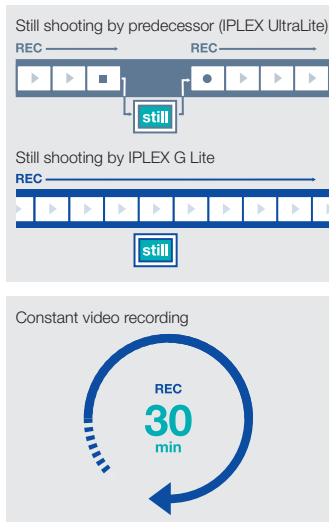 Still shooting by predecessor (IPLEX UltraLite)
REC REC
still
Still shooting by IPLEX G Lite
REC
still
Constant video recording
REC
30
min